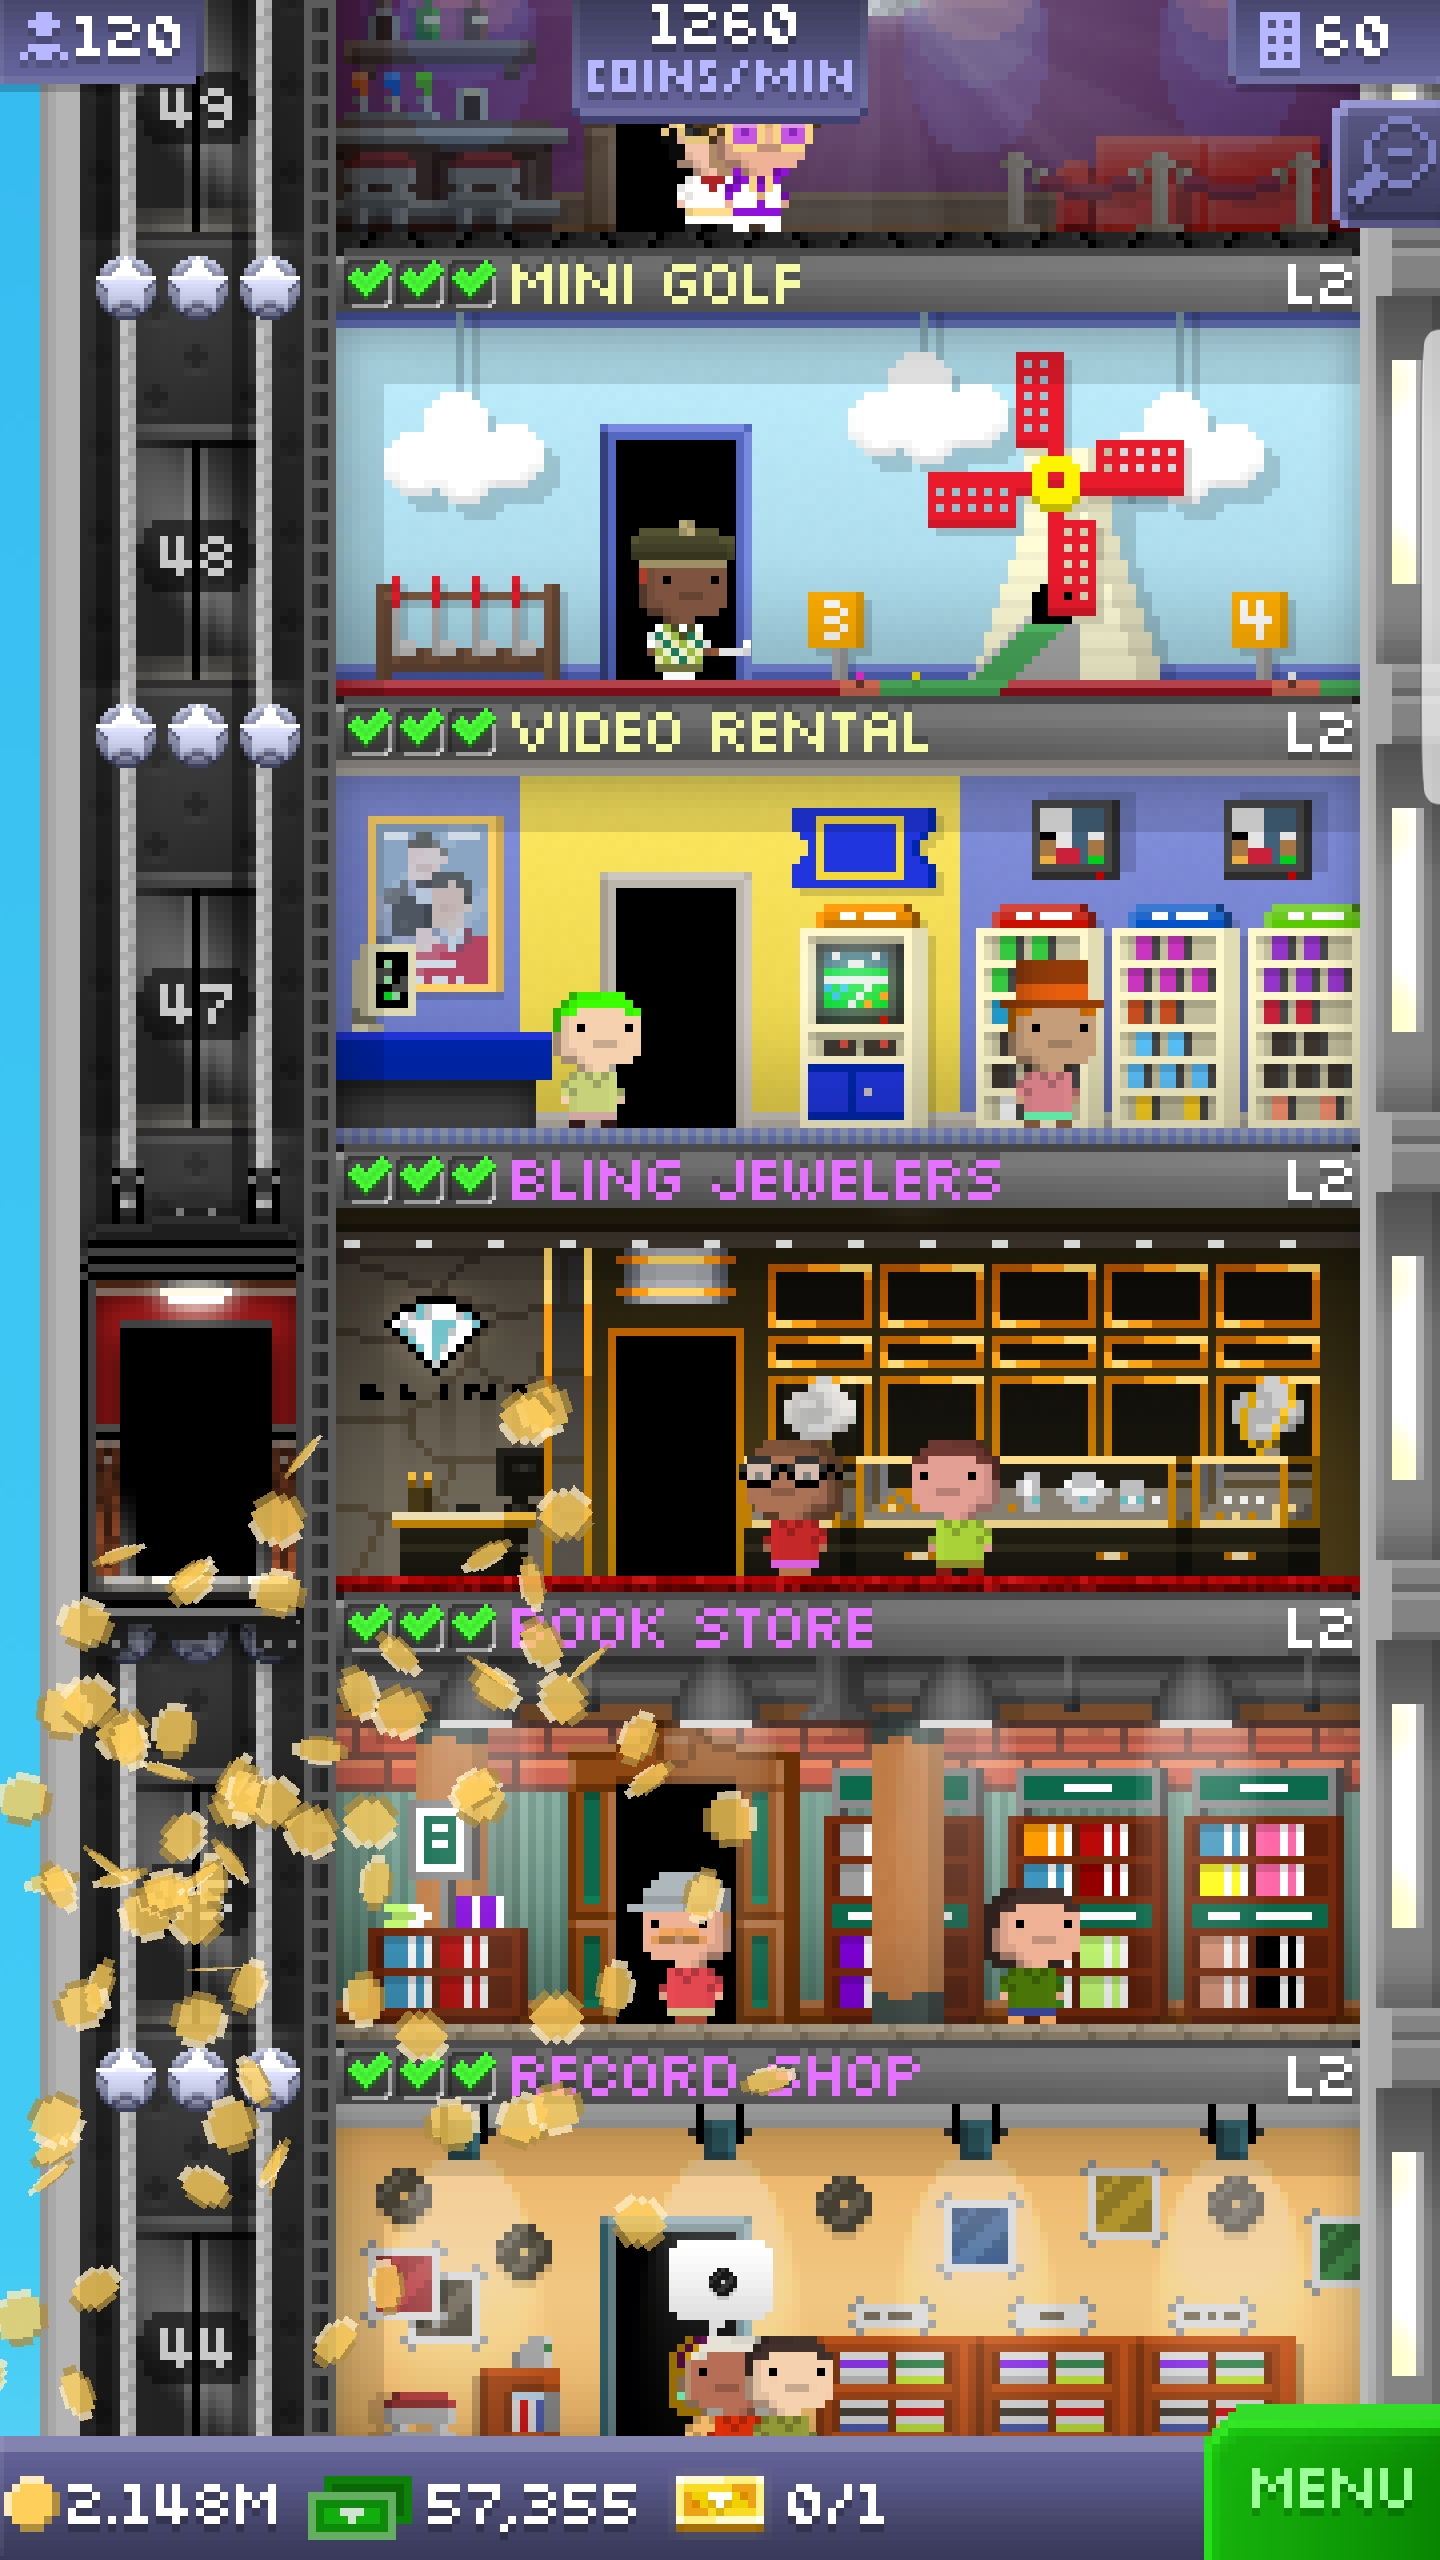 120
1260
COINS/MIN
60
49
MINI GOLF L2
48
3
4
VIDEO RENTAL L2
47
BLING JEWELERS L2
BOOK STORE L2
RECORD SHOP L2
44
2.148M 57,355 0/1
MENU